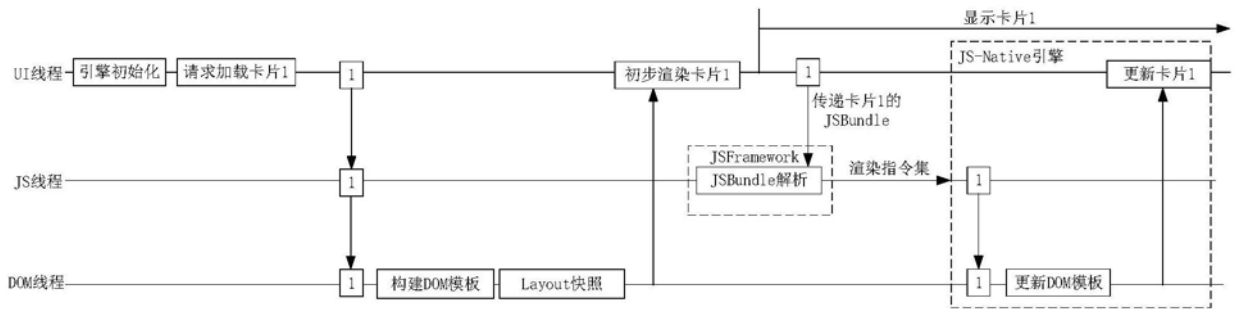 显示卡片1
JS-Native引擎
UI线程
引擎初始化
请求加载卡片1
1
初步渲染卡片1
1
更新卡片1
传递卡片1的
JSBundle
JSFramework
JS线程
1
JSBundle解析
渲染指令集
1
DOM线程
1
构建DOM模板
Layout快照
1
更新DOM模板